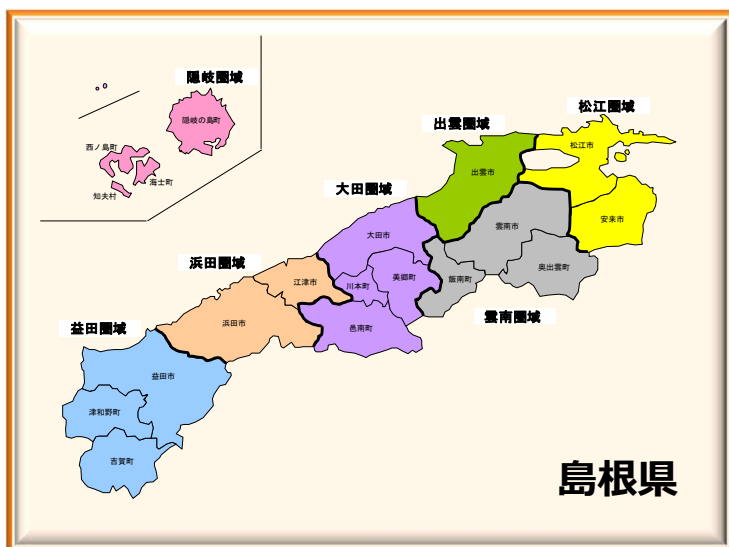 隠岐圏域
隠岐の島町
西ノ島町
海士町
知夫村
松江圏域
松江市
安来市
出雲圏域
出雲市
大田圏域
大田市
川本町
美郷町
邑南町
雲南市
飯南町
奥出雲町
雲南圏域
浜田圏域
江津市
浜田市
益田圏域
益田市
津和野町
吉賀町
島根県